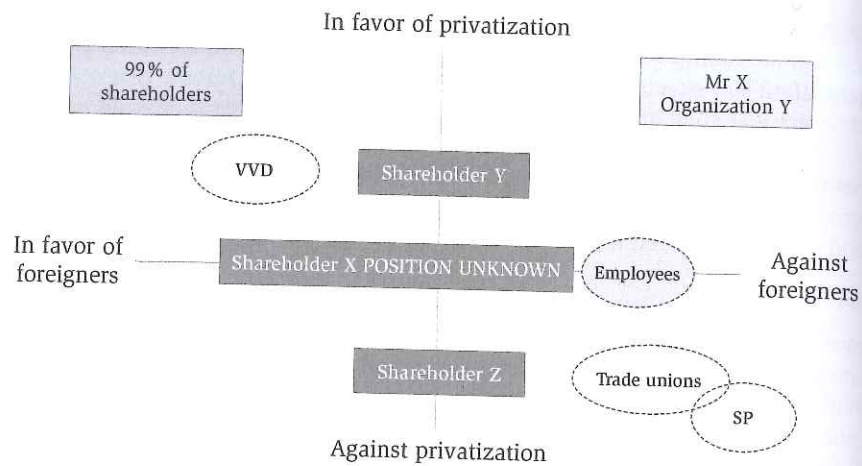 In favor of privatization
99% of
shareholders
Mr X
Organization Y
VVD
Shareholder Y
In favor of
foreigners
Shareholder X POSITION UNKNOWN
Employees
Against
foreigners
Shareholder Z
Trade unions
SP
Against privatization